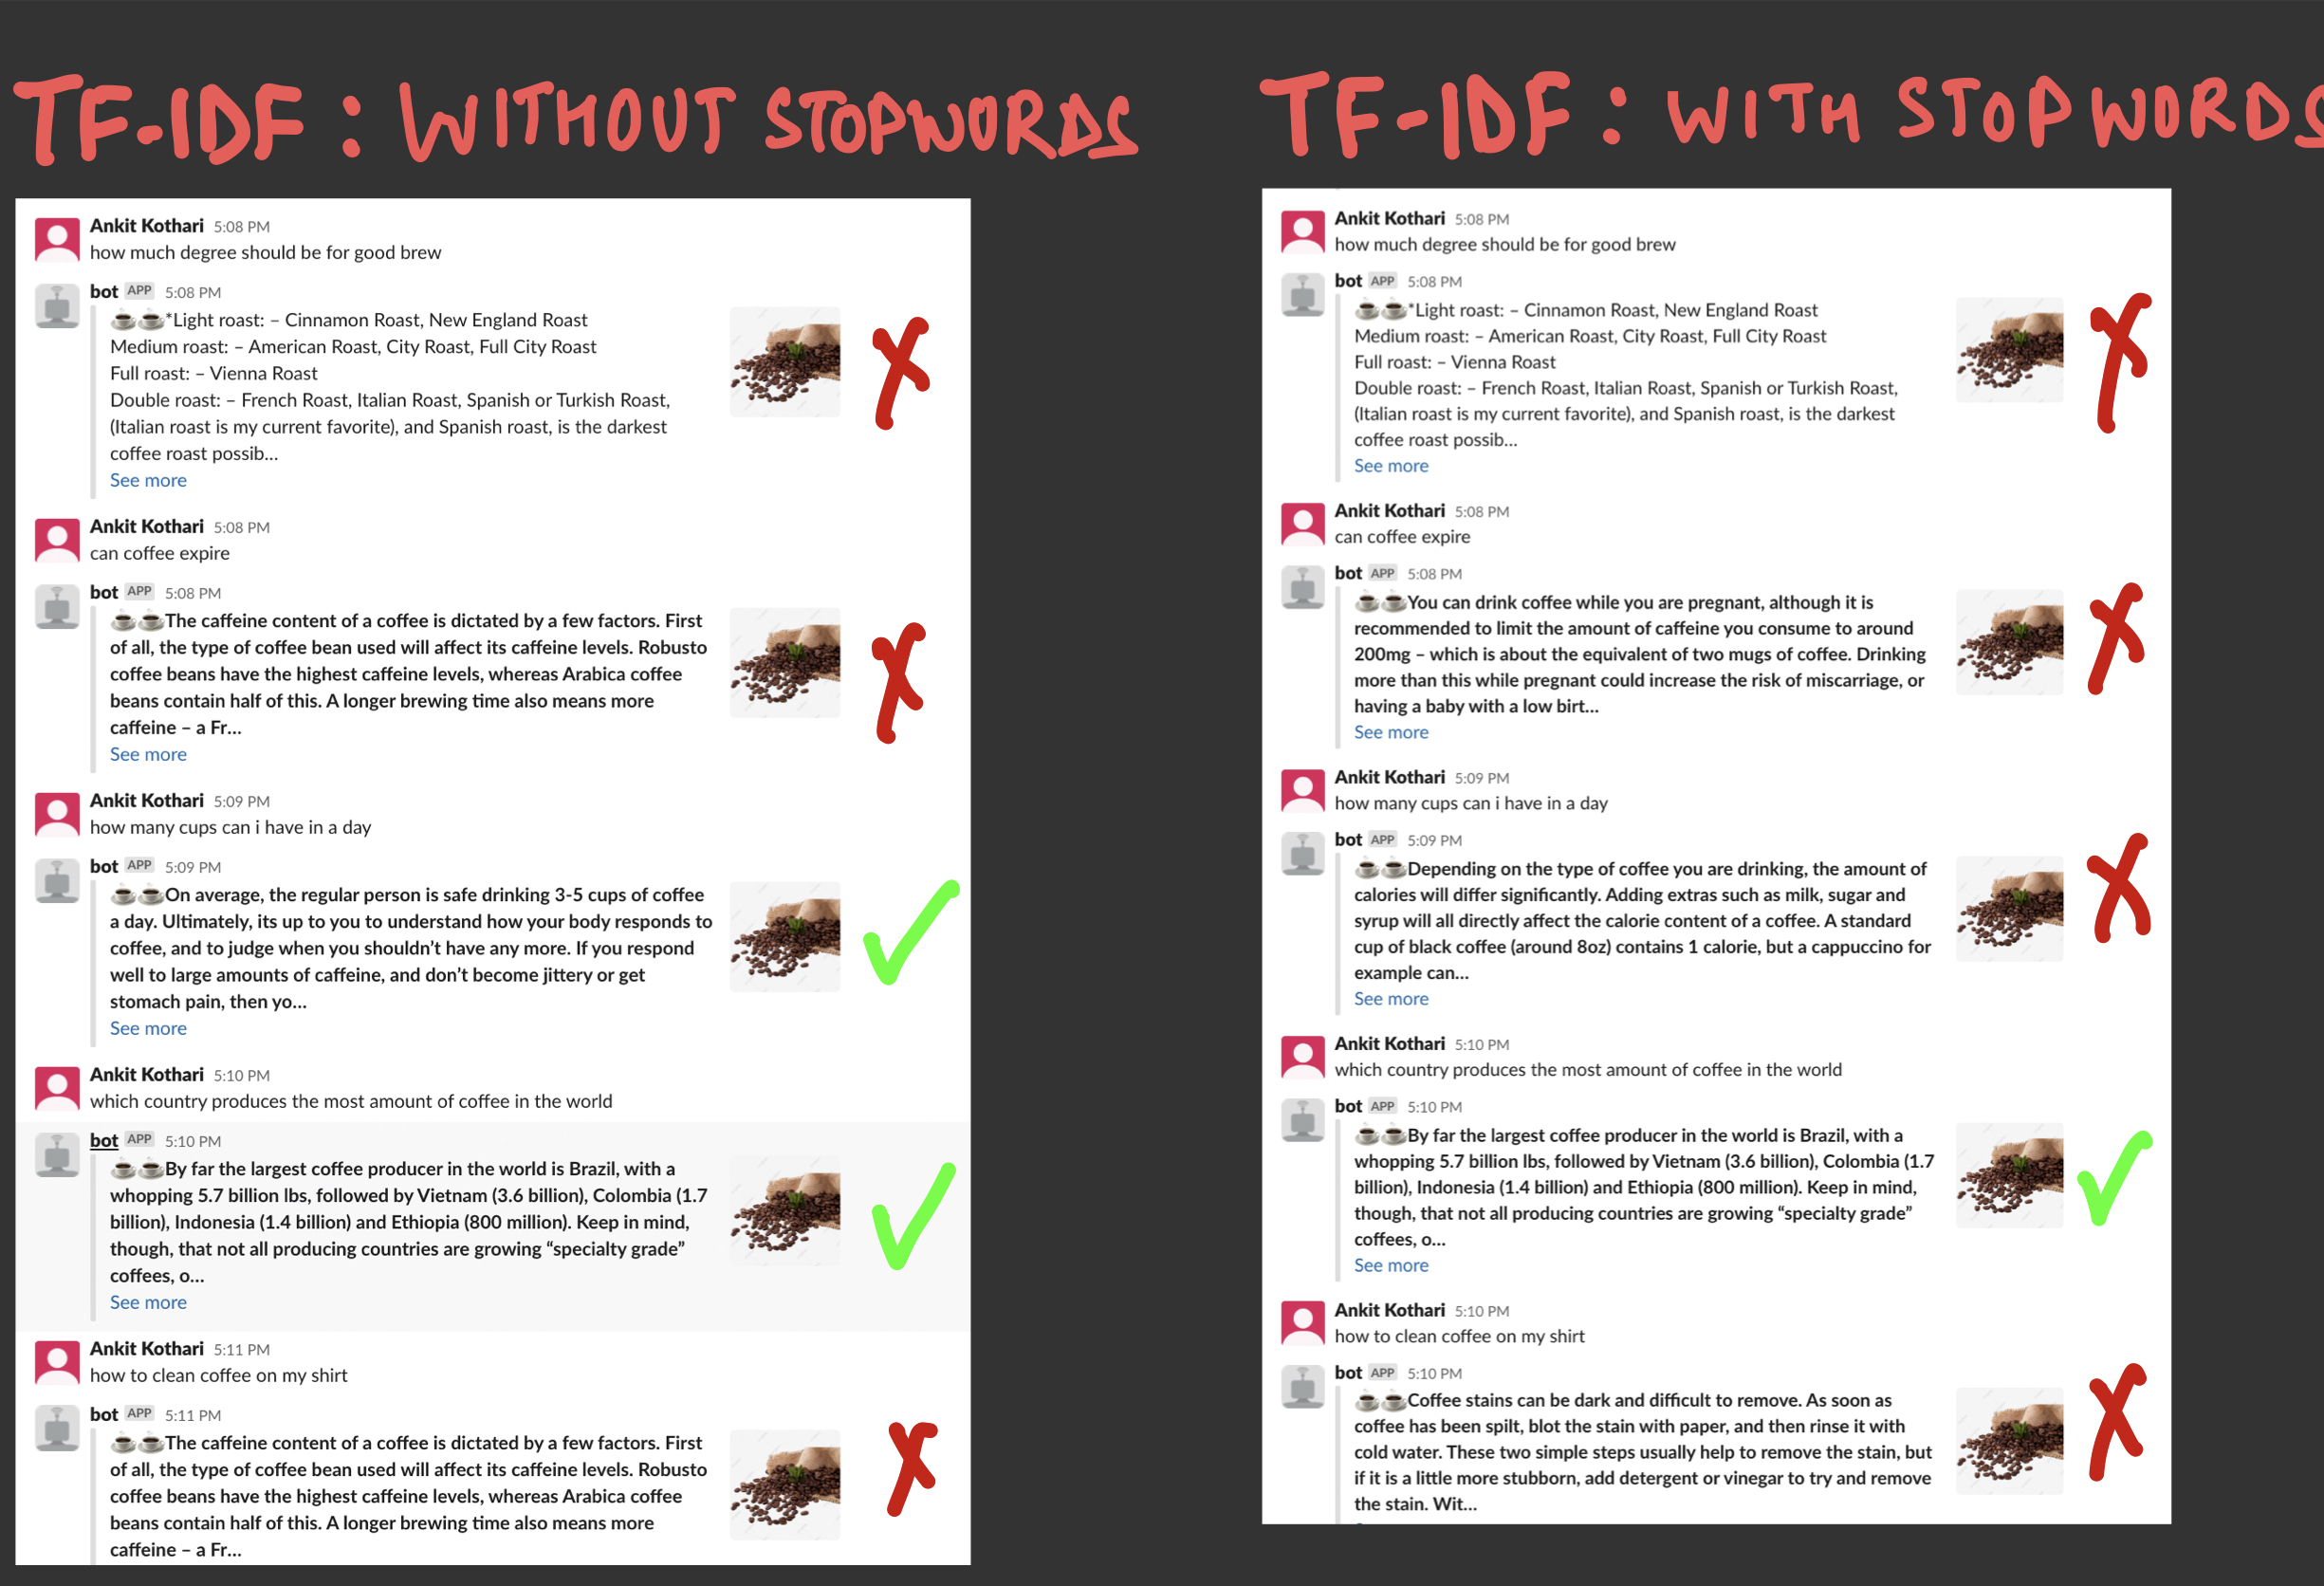 TF-IDF : WITHOUT STOPWORDS
Ankit Kothari 5:08 PM
how much degree should be for good brew
bot APP 5:08 PM
☕☕*Light roast: – Cinnamon Roast, New England Roast
Medium roast: – American Roast, City Roast, Full City Roast
Full roast: – Vienna Roast
Double roast: – French Roast, Italian Roast, Spanish or Turkish Roast,
(Italian roast is my current favorite), and Spanish roast, is the darkest
coffee roast possib...
See more
Ankit Kothari 5:08 PM
can coffee expire
bot APP 5:08 PM
☕☕The caffeine content of a coffee is dictated by a few factors. First
of all, the type of coffee bean used will affect its caffeine levels. Robusto
coffee beans have the highest caffeine levels, whereas Arabica coffee
beans contain half of this. A longer brewing time also means more
caffeine – a Fr...
See more
Ankit Kothari 5:09 PM
how many cups can i have in a day
bot APP 5:09 PM
☕☕On average, the regular person is safe drinking 3-5 cups of coffee
a day. Ultimately, its up to you to understand how your body responds to
coffee, and to judge when you shouldn’t have any more. If you respond
well to large amounts of caffeine, and don’t become jittery or get
stomach pain, then yo...
See more
Ankit Kothari 5:10 PM
which country produces the most amount of coffee in the world
bot APP 5:10 PM
☕☕By far the largest coffee producer in the world is Brazil, with a
whopping 5.7 billion lbs, followed by Vietnam (3.6 billion), Colombia (1.7
billion), Indonesia (1.4 billion) and Ethiopia (800 million). Keep in mind,
though, that not all producing countries are growing “specialty grade”
coffees, o...
See more
Ankit Kothari 5:11 PM
how to clean coffee on my shirt
bot APP 5:11 PM
☕☕The caffeine content of a coffee is dictated by a few factors. First
of all, the type of coffee bean used will affect its caffeine levels. Robusto
coffee beans have the highest caffeine levels, whereas Arabica coffee
beans contain half of this. A longer brewing time also means more
caffeine – a Fr...
TF-IDF : WITH STOPWORDS
Ankit Kothari 5:08 PM
how much degree should be for good brew
bot APP 5:08 PM
☕☕*Light roast: – Cinnamon Roast, New England Roast
Medium roast: – American Roast, City Roast, Full City Roast
Full roast: – Vienna Roast
Double roast: – French Roast, Italian Roast, Spanish or Turkish Roast,
(Italian roast is my current favorite), and Spanish roast, is the darkest
coffee roast possib...
See more
Ankit Kothari 5:08 PM
can coffee expire
bot APP 5:08 PM
☕☕You can drink coffee while you are pregnant, although it is
recommended to limit the amount of caffeine you consume to around
200mg – which is about the equivalent of two mugs of coffee. Drinking
more than this while pregnant could increase the risk of miscarriage, or
having a baby with a low birt...
See more
Ankit Kothari 5:09 PM
how many cups can i have in a day
bot APP 5:09 PM
☕☕Depending on the type of coffee you are drinking, the amount of
calories will differ significantly. Adding extras such as milk, sugar and
syrup will all directly affect the calorie content of a coffee. A standard
cup of black coffee (around 8oz) contains 1 calorie, but a cappuccino for
example can...
See more
Ankit Kothari 5:10 PM
which country produces the most amount of coffee in the world
bot APP 5:10 PM
☕☕By far the largest coffee producer in the world is Brazil, with a
whopping 5.7 billion lbs, followed by Vietnam (3.6 billion), Colombia (1.7
billion), Indonesia (1.4 billion) and Ethiopia (800 million). Keep in mind,
though, that not all producing countries are growing “specialty grade”
coffees, o...
See more
Ankit Kothari 5:10 PM
how to clean coffee on my shirt
bot APP 5:10 PM
☕☕Coffee stains can be dark and difficult to remove. As soon as
coffee has been spilt, blot the stain with paper, and then rinse it with
cold water. These two simple steps usually help to remove the stain, but
if it is a little more stubborn, add detergent or vinegar to try and remove
the stain. Wit...